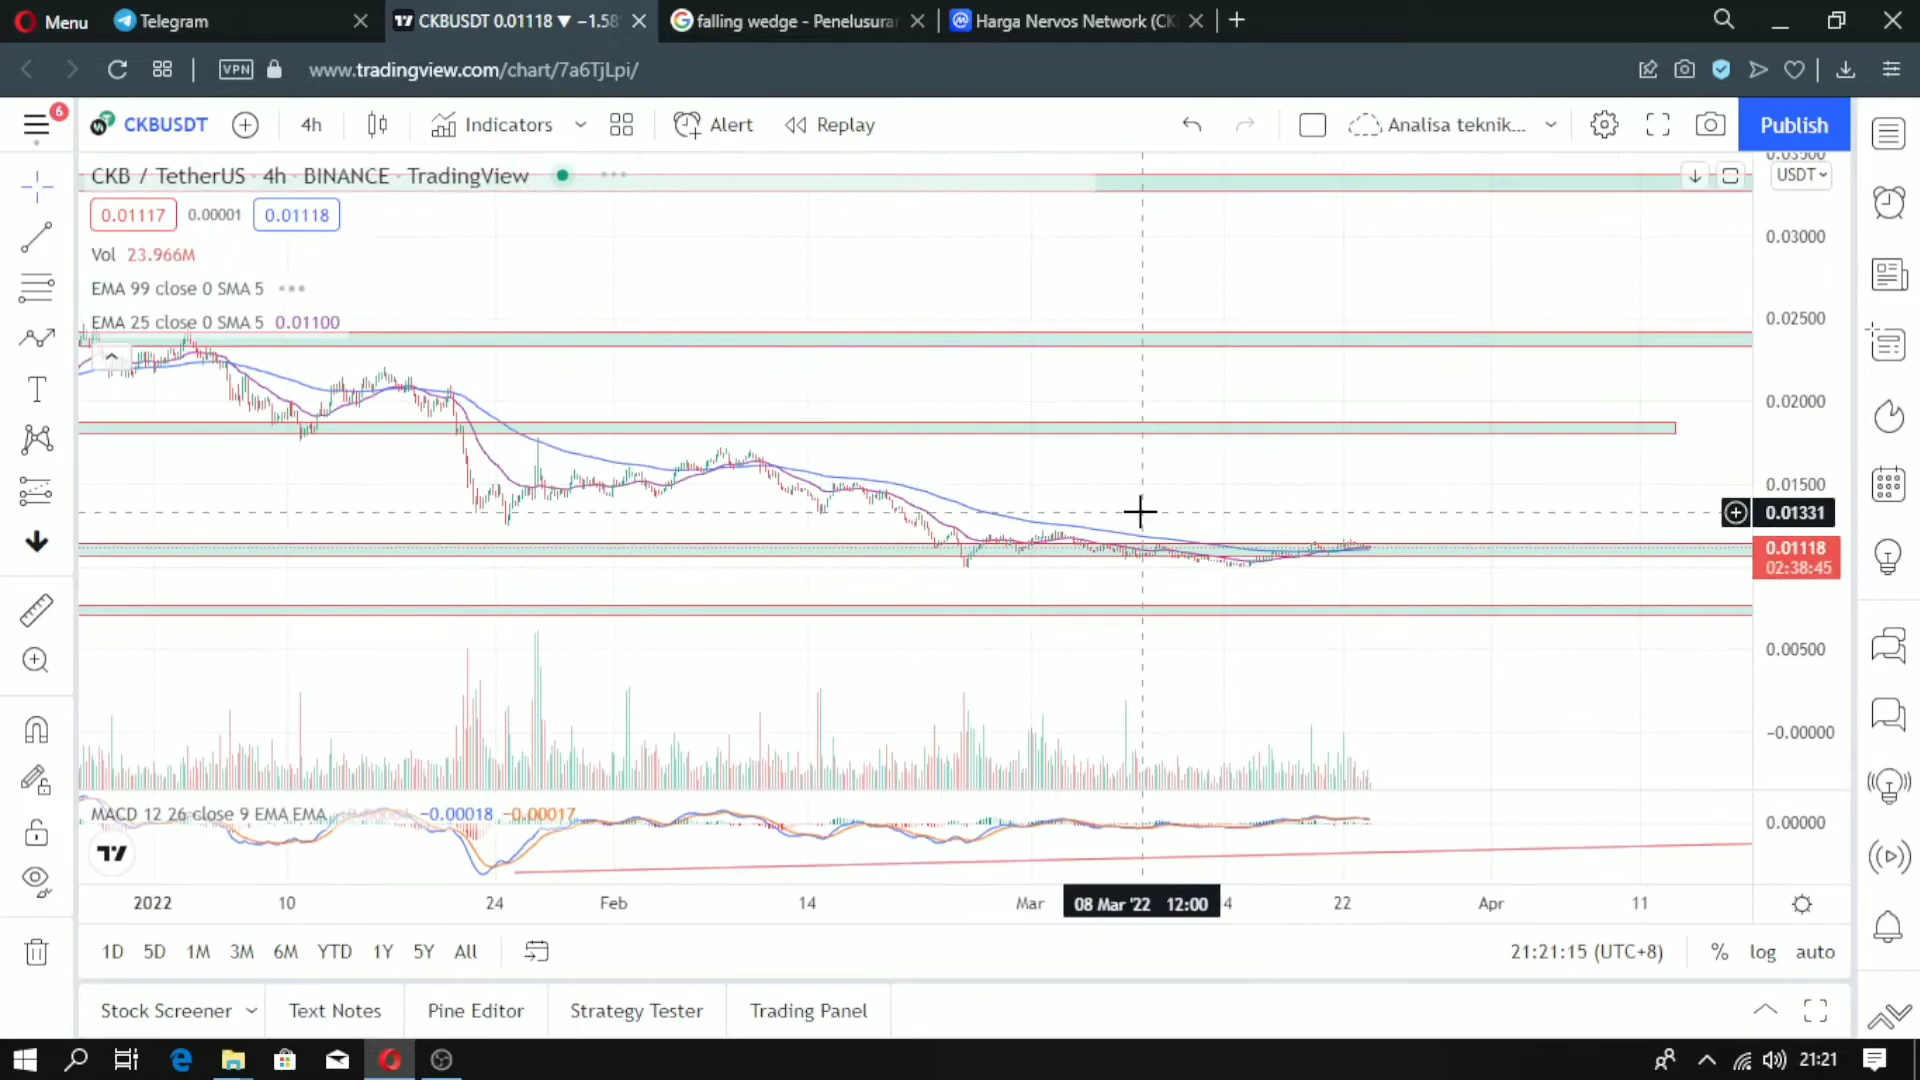 Menu
Telegram
CKBUSDT 0.01118 ▼ −1.58
falling wedge - Penelusuran
Harga Nervos Network (CK
VPN
www.tradingview.com/chart/7a6TjLpi/
6
CKBUSDT
4h
Indicators
Alert
Replay
Analisa teknik...
Publish
CKB / TetherUS · 4h · BINANCE · TradingView
USDT
0.01117
0.00001
0.01118
Vol 23.966M
EMA 99 close 0 SMA 5
EMA 25 close 0 SMA 5 0.01100
0.03500
0.03000
0.02500
0.02000
0.01500
0.01331
0.01118
02:38:45
0.00500
−0.00000
MACD 12 26 close 9 EMA EMA −0.00018 −0.00017
0.00000
2022
10
24
Feb
14
Mar
08 Mar '22 12:00
4
22
Apr
11
1D 5D 1M 3M 6M YTD 1Y 5Y All
21:21:15 (UTC+8)
% log auto
Stock Screener
Text Notes
Pine Editor
Strategy Tester
Trading Panel
21:21